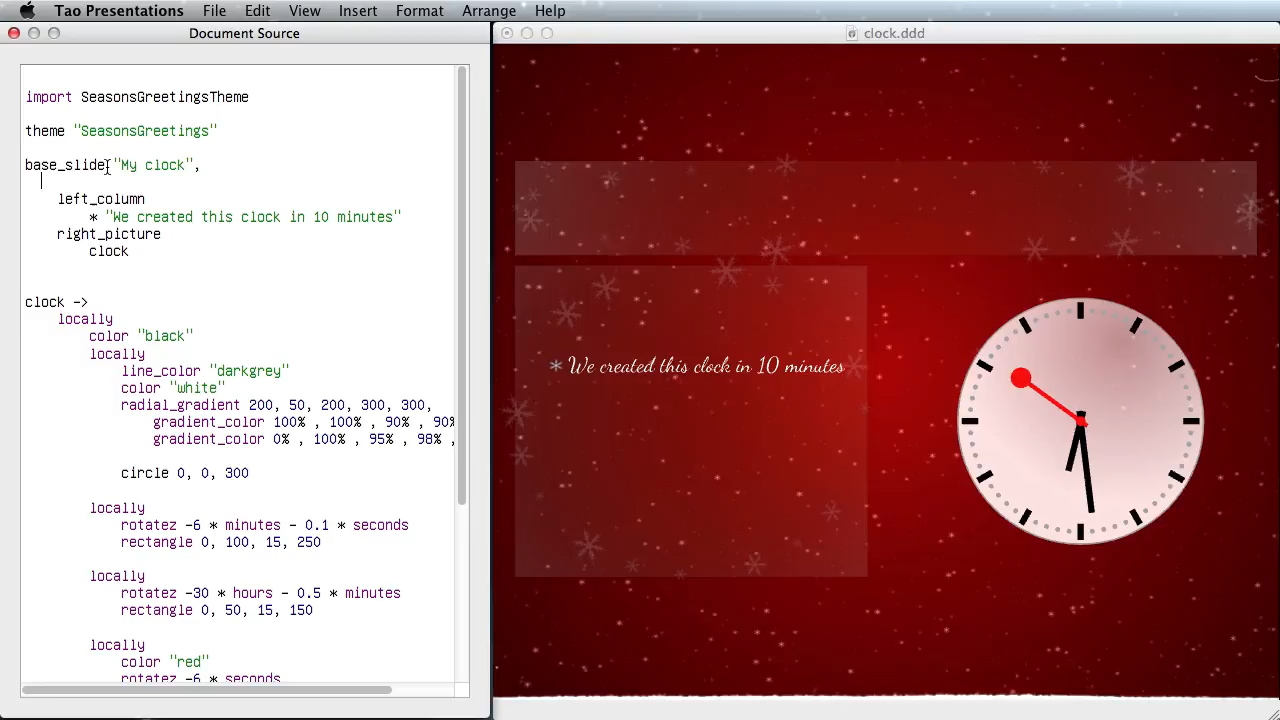 Tao Presentations File Edit View Insert Format Arrange Help
Document Source
clock.ddd
import SeasonsGreetingsTheme
theme "SeasonsGreetings"
base_slide "My clock",
left_column
* "We created this clock in 10 minutes"
right_picture
clock
clock ->
locally
color "black"
locally
line_color "darkgrey"
color "white"
radial_gradient 200, 50, 200, 300, 300,
gradient_color 100% , 100% , 90% , 90%
gradient_color 0% , 100% , 95% , 98% ,
circle 0, 0, 300
locally
rotatez -6 * minutes - 0.1 * seconds
rectangle 0, 100, 15, 250
locally
rotatez -30 * hours - 0.5 * minutes
rectangle 0, 50, 15, 150
locally
color "red"
rotatez -6 * seconds
* We created this clock in 10 minutes